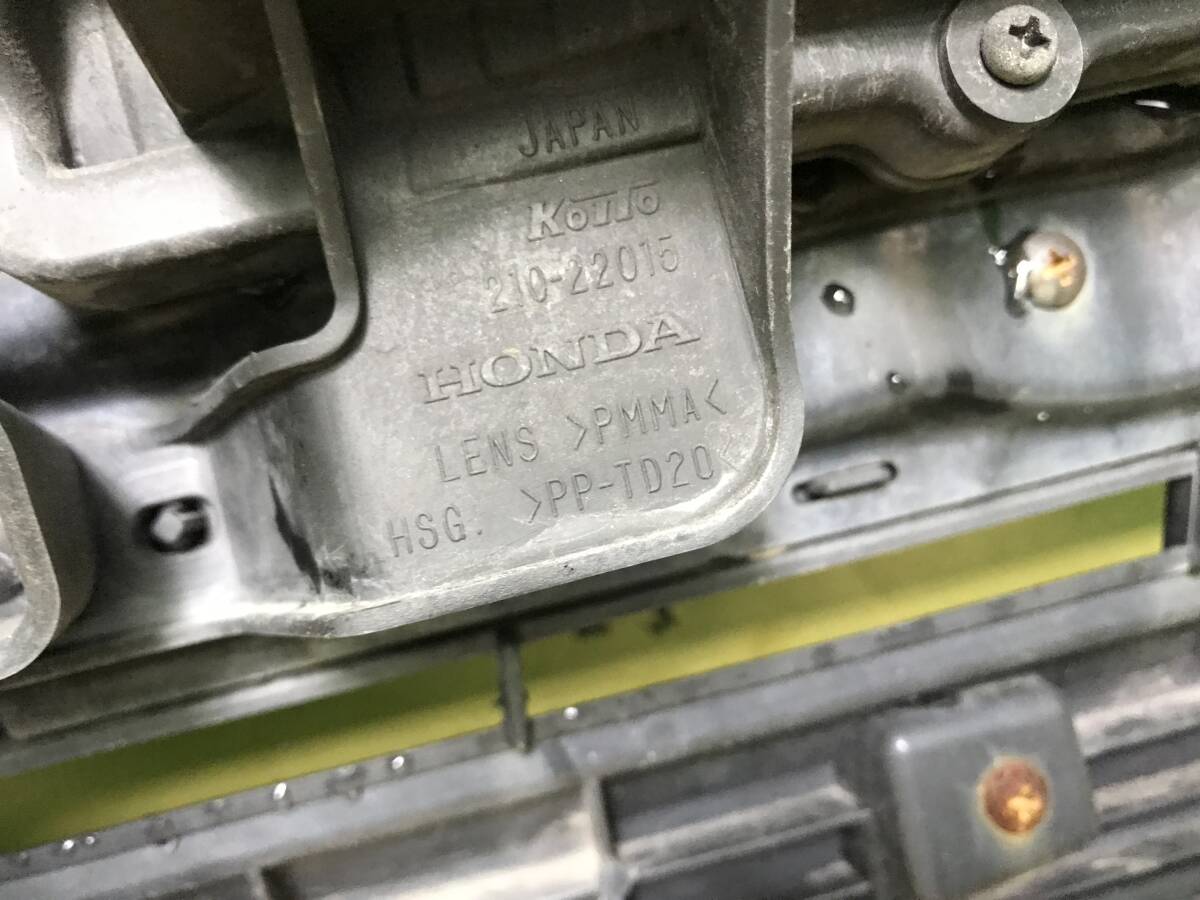 JAPAN
KOITO
210-22015
HONDA
LENS >PMMA<
HSG. >PP-TD20<